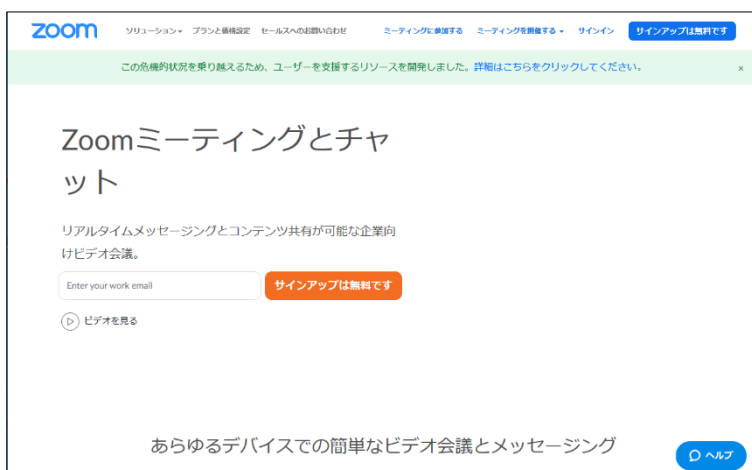 zoom
ソリューション プランと価格設定 セールスへのお問い合わせ ミーティングに参加する ミーティングを開催する サインイン サインアップは無料です
この危機的状況を乗り越えるため、ユーザーを支援するリソースを開発しました。詳細はこちらをクリックしてください。 ×
Zoomミーティングとチャ
ット
リアルタイムメッセージングとコンテンツ共有が可能な企業向
けビデオ会議。
Enter your work email サインアップは無料です
ビデオを見る
あらゆるデバイスでの簡単なビデオ会議とメッセージング
ヘルプ